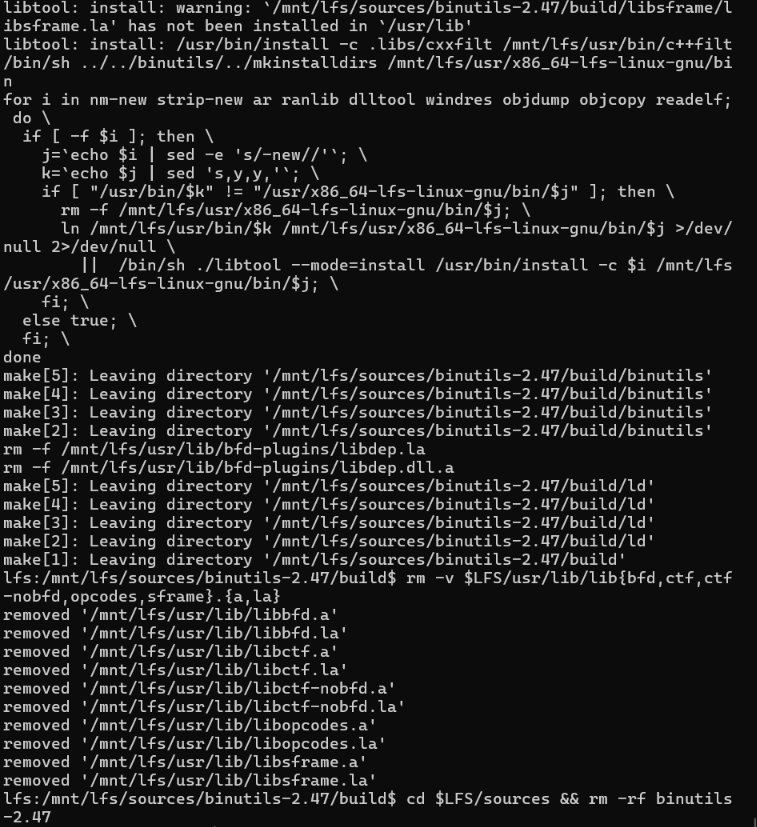 libtool: install: warning: `/mnt/lfs/sources/binutils-2.47/build/libsframe/l
ibsframe.la' has not been installed in `/usr/lib'
libtool: install: /usr/bin/install -c .libs/cxxfilt /mnt/lfs/usr/bin/c++filt
/bin/sh ../../binutils/../mkinstalldirs /mnt/lfs/usr/x86_64-lfs-linux-gnu/bi
n
for i in nm-new strip-new ar ranlib dlltool windres objdump objcopy readelf;
 do \
  if [ -f $i ]; then \
    j=`echo $i | sed -e 's/-new//'`; \
    k=`echo $j | sed 's,y,y,'`; \
    if [ "/usr/bin/$k" != "/usr/x86_64-lfs-linux-gnu/bin/$j" ]; then \
      rm -f /mnt/lfs/usr/x86_64-lfs-linux-gnu/bin/$j; \
      ln /mnt/lfs/usr/bin/$k /mnt/lfs/usr/x86_64-lfs-linux-gnu/bin/$j >/dev/
null 2>/dev/null \
        ||  /bin/sh ./libtool --mode=install /usr/bin/install -c $i /mnt/lfs
/usr/x86_64-lfs-linux-gnu/bin/$j; \
    fi; \
  else true; \
  fi; \
done
make[5]: Leaving directory '/mnt/lfs/sources/binutils-2.47/build/binutils'
make[4]: Leaving directory '/mnt/lfs/sources/binutils-2.47/build/binutils'
make[3]: Leaving directory '/mnt/lfs/sources/binutils-2.47/build/binutils'
make[2]: Leaving directory '/mnt/lfs/sources/binutils-2.47/build/binutils'
rm -f /mnt/lfs/usr/lib/bfd-plugins/libdep.la
rm -f /mnt/lfs/usr/lib/bfd-plugins/libdep.dll.a
make[5]: Leaving directory '/mnt/lfs/sources/binutils-2.47/build/ld'
make[4]: Leaving directory '/mnt/lfs/sources/binutils-2.47/build/ld'
make[3]: Leaving directory '/mnt/lfs/sources/binutils-2.47/build/ld'
make[2]: Leaving directory '/mnt/lfs/sources/binutils-2.47/build/ld'
make[1]: Leaving directory '/mnt/lfs/sources/binutils-2.47/build'
lfs:/mnt/lfs/sources/binutils-2.47/build$ rm -v $LFS/usr/lib/lib{bfd,ctf,ctf
-nobfd,opcodes,sframe}.{a,la}
removed '/mnt/lfs/usr/lib/libbfd.a'
removed '/mnt/lfs/usr/lib/libbfd.la'
removed '/mnt/lfs/usr/lib/libctf.a'
removed '/mnt/lfs/usr/lib/libctf.la'
removed '/mnt/lfs/usr/lib/libctf-nobfd.a'
removed '/mnt/lfs/usr/lib/libctf-nobfd.la'
removed '/mnt/lfs/usr/lib/libopcodes.a'
removed '/mnt/lfs/usr/lib/libopcodes.la'
removed '/mnt/lfs/usr/lib/libsframe.a'
removed '/mnt/lfs/usr/lib/libsframe.la'
lfs:/mnt/lfs/sources/binutils-2.47/build$ cd $LFS/sources && rm -rf binutils
-2.47